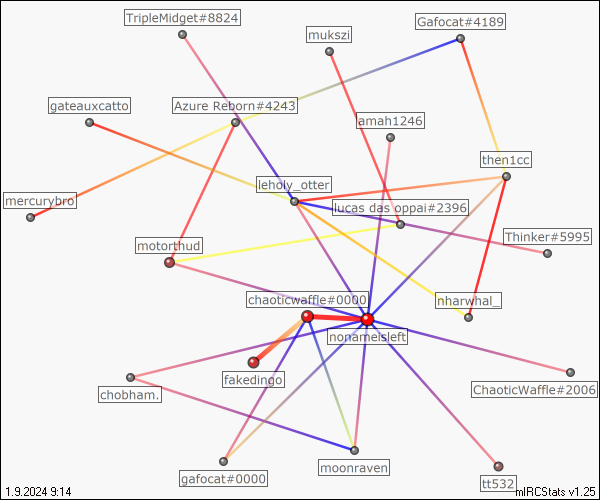 TripleMidget#8824
Gafocat#4189
mukszi
gateauxcatto
Azure Reborn#4243
amah1246
then1cc
leholy_otter
mercurybro
lucas das oppai#2396
Thinker#5995
motorthud
chaoticwaffle#0000
nharwhal_
nonameisleft
fakedingo
chobham.
ChaoticWaffle#2006
moonraven
gafocat#0000
tt532
1.9.2024 9:14
mIRCStats v1.25